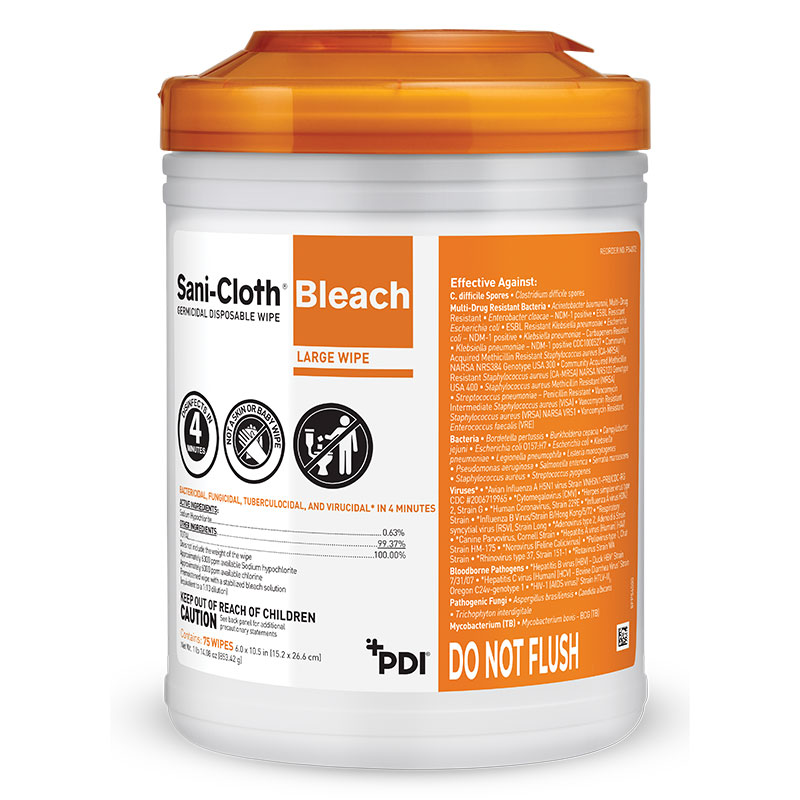 Sani-Cloth® Bleach
GERMICIDAL DISPOSABLE WIPE
LARGE WIPE
DISINFECTS IN
4
MINUTES
NOT A SKIN OR BABY WIPE
BACTERICIDAL, FUNGICIDAL, TUBERCULOCIDAL, AND VIRUCIDAL* IN 4 MINUTES
ACTIVE INGREDIENTS:
Sodium Hypochlorite 0.63%
OTHER INGREDIENTS 99.37%
TOTAL 100.00%
Does not include the weight of the wipe
Approximately 6300 ppm available Sodium hypochlorite
Approximately 6000 ppm available chlorine
Premoistened wipe with a stabilized bleach solution
(equivalent to a 1:10 dilution)
KEEP OUT OF REACH OF CHILDREN
CAUTION See back panel for additional
precautionary statements
Contains: 75 WIPES 6.0 x 10.5 in (15.2 x 26.6 cm)
Net Wt. 1 lb 14.08 oz (853.42 g)
PDI®
REORDER NO.
Effective Against:
C. difficile Spores • Clostridium difficile spores
Multi-Drug Resistant Bacteria • Acinetobacter baumannii, Multi-Drug
Resistant • Enterobacter cloacae – NDM-1 positive • ESBL Resistant
Escherichia coli • ESBL Resistant Klebsiella pneumoniae • Escherichia
coli – NDM-1 positive • Klebsiella pneumoniae – Carbapenem Resistant
• Klebsiella pneumoniae – NDM-1 positive CDC1000527 • Community
Acquired Methicillin Resistant Staphylococcus aureus (CA-MRSA)
NARSA NRS384 Genotype USA 300 • Community Acquired Methicillin
Resistant Staphylococcus aureus (CA-MRSA) NARSA NRS123 Genotype
USA 400 • Staphylococcus aureus Methicillin Resistant (MRSA)
• Streptococcus pneumoniae – Penicillin Resistant • Vancomycin
Intermediate Staphylococcus aureus (VISA) • Vancomycin Resistant
Staphylococcus aureus (VRSA) NARSA VRS1 • Vancomycin Resistant
Enterococcus faecalis (VRE)
Bacteria • Bordetella pertussis • Burkholderia cepacia • Campylobacter
jejuni • Escherichia coli O157:H7 • Escherichia coli • Klebsiella
pneumoniae • Legionella pneumophila • Listeria monocytogenes
• Pseudomonas aeruginosa • Salmonella enterica • Serratia marcescens
• Staphylococcus aureus • Streptococcus pyogenes
Viruses* • *Avian Influenza A H5N1 virus Strain VNH5N1-PR8/CDC-RG
CDC #2006719965 • *Cytomegalovirus (CMV) • *Herpes simplex virus type
2, Strain G • *Human Coronavirus, Strain 229E • *Influenza A virus
Strain • *Influenza B Virus/Strain B/Hong Kong/5/72 • *Respiratory
syncytial virus (RSV), Strain Long • *Adenovirus type 2, Adenoid 6 Strain
• *Canine Parvovirus, Cornell Strain • *Hepatitis A Virus (Human; HAV)
Strain HM-175 • *Norovirus (Feline Calicivirus) • *Poliovirus type 1, Chat
Strain • *Rhinovirus type 37, Strain 151-1 • *Rotavirus Strain WA
Bloodborne Pathogens • *Hepatitis B Virus (HBV) – Duck HBV Strain
7/31/07 • *Hepatitis C virus (Human) (HCV) – Bovine Diarrhea Virus Strain
Oregon C24v-genotype 1 • *HIV-1 (AIDS virus) Strain HTLV-IIIB
Pathogenic Fungi • Aspergillus brasiliensis • Candida albicans
• Trichophyton interdigitale
Mycobacterium (TB) • Mycobacterium bovis – BCG (TB)
DO NOT FLUSH